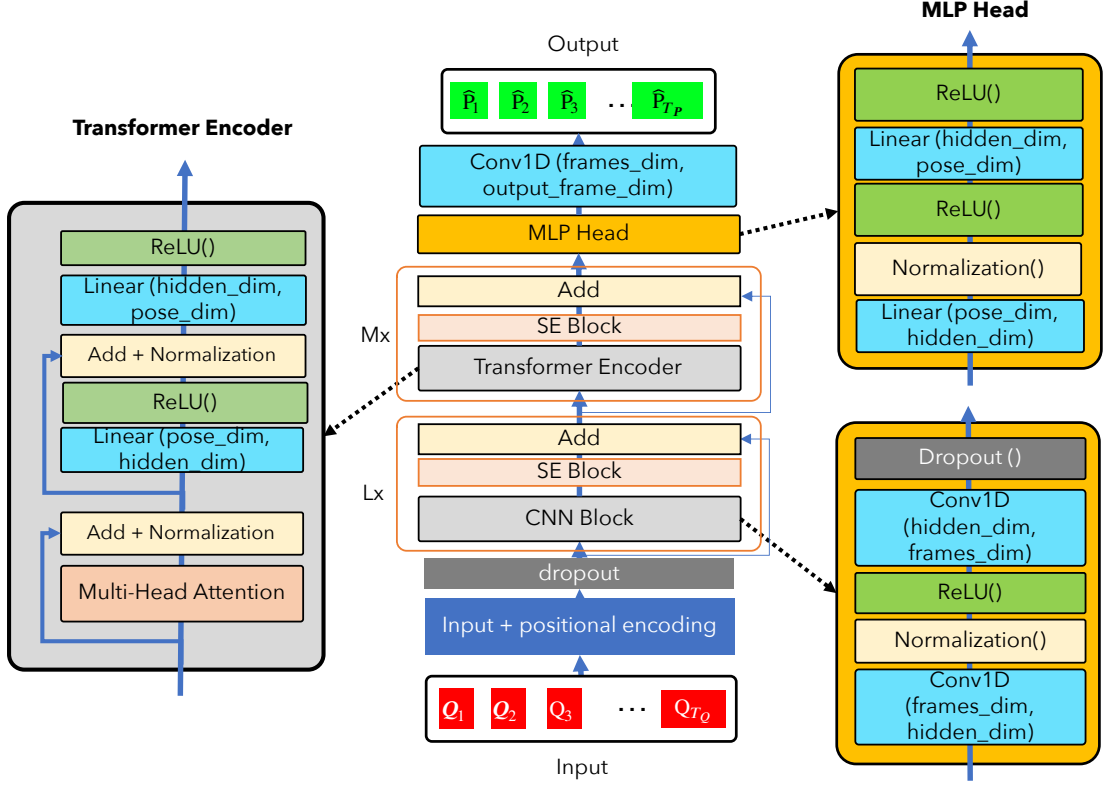 MLP Head
Output
P̂₁ P̂₂ P̂₃ ... P̂_{T_P}
Conv1D (frames_dim,
output_frame_dim)
MLP Head
Add
SE Block
Transformer Encoder
Mx
Add
SE Block
CNN Block
Lx
dropout
Input + positional encoding
Q₁ Q₂ Q₃ ... Q_{T_Q}
Input
Transformer Encoder
ReLU()
Linear (hidden_dim,
pose_dim)
Add + Normalization
ReLU()
Linear (pose_dim,
hidden_dim)
Add + Normalization
Multi-Head Attention
ReLU()
Linear (hidden_dim,
pose_dim)
ReLU()
Normalization()
Linear (pose_dim,
hidden_dim)
Dropout ()
Conv1D
(hidden_dim,
frames_dim)
ReLU()
Normalization()
Conv1D
(frames_dim,
hidden_dim)